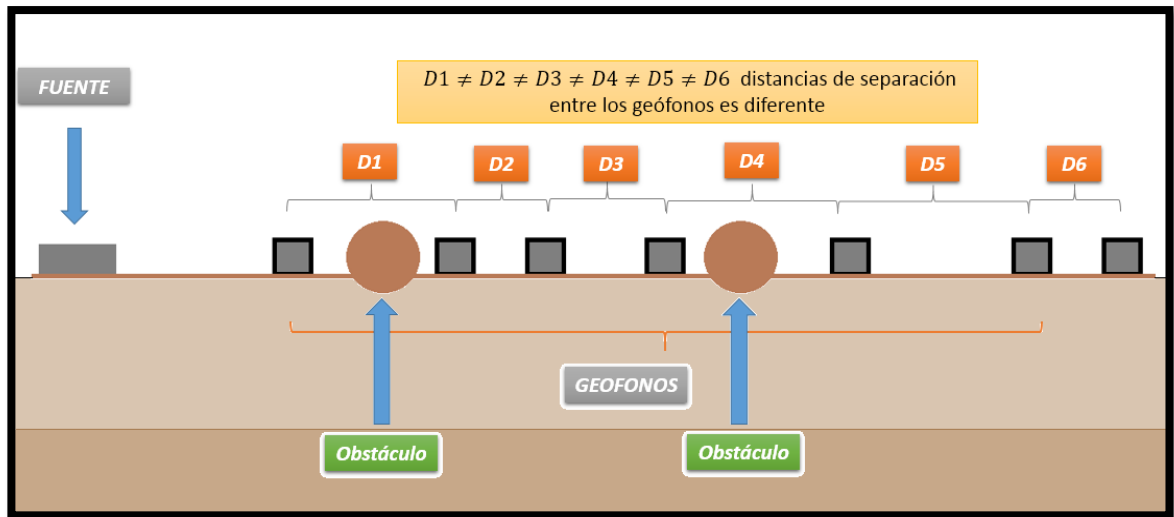 FUENTE
D1 ≠ D2 ≠ D3 ≠ D4 ≠ D5 ≠ D6 distancias de separación
entre los geófonos es diferente
D1
D2
D3
D4
D5
D6
GEOFONOS
Obstáculo
Obstáculo